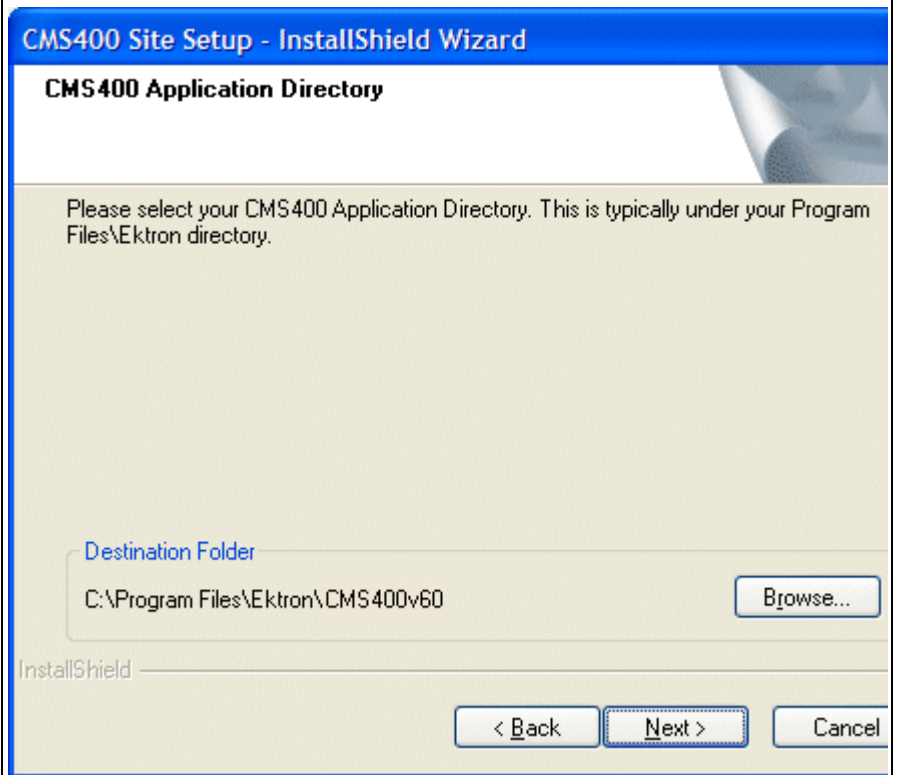 CMS400 Site Setup - InstallShield Wizard
CMS400 Application Directory
Please select your CMS400 Application Directory. This is typically under your Program
Files\Ektron directory.
Destination Folder
C:\Program Files\Ektron\CMS400v60
Browse...
InstallShield
< Back
Next >
Cancel